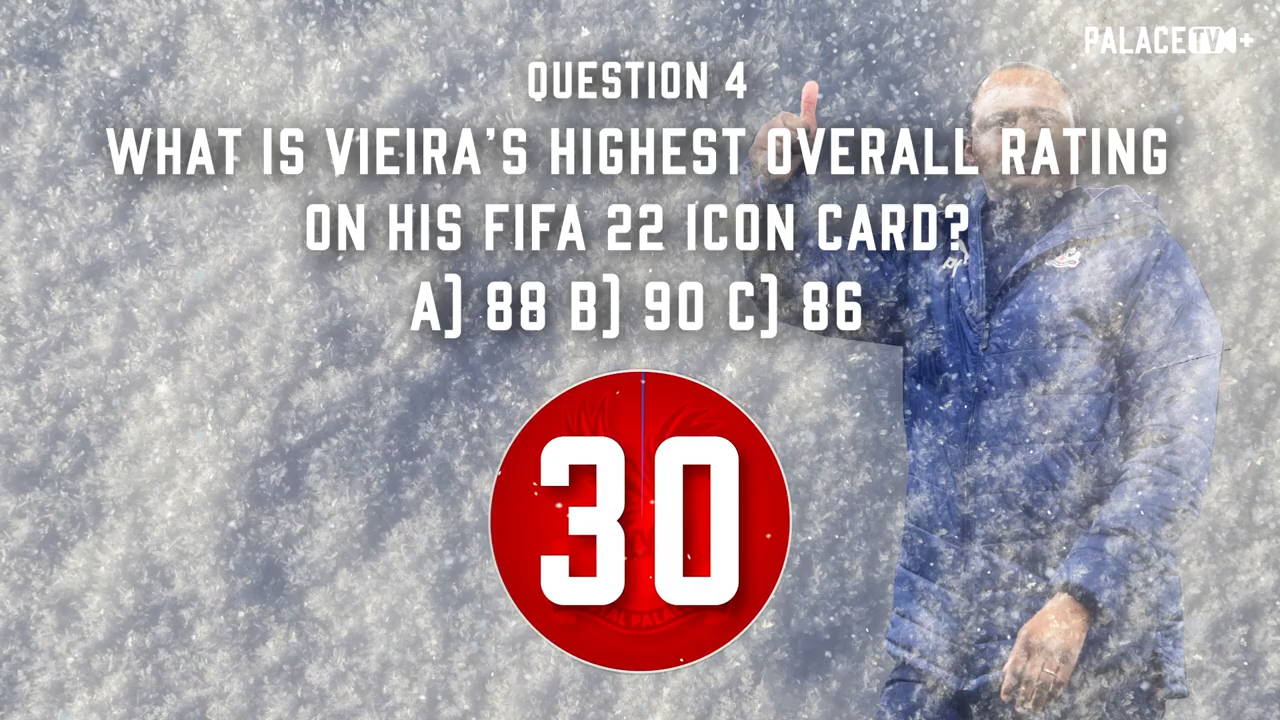 PALACE TV+
QUESTION 4
WHAT IS VIEIRA'S HIGHEST OVERALL RATING
ON HIS FIFA 22 ICON CARD?
A) 88 B) 90 C) 86
30